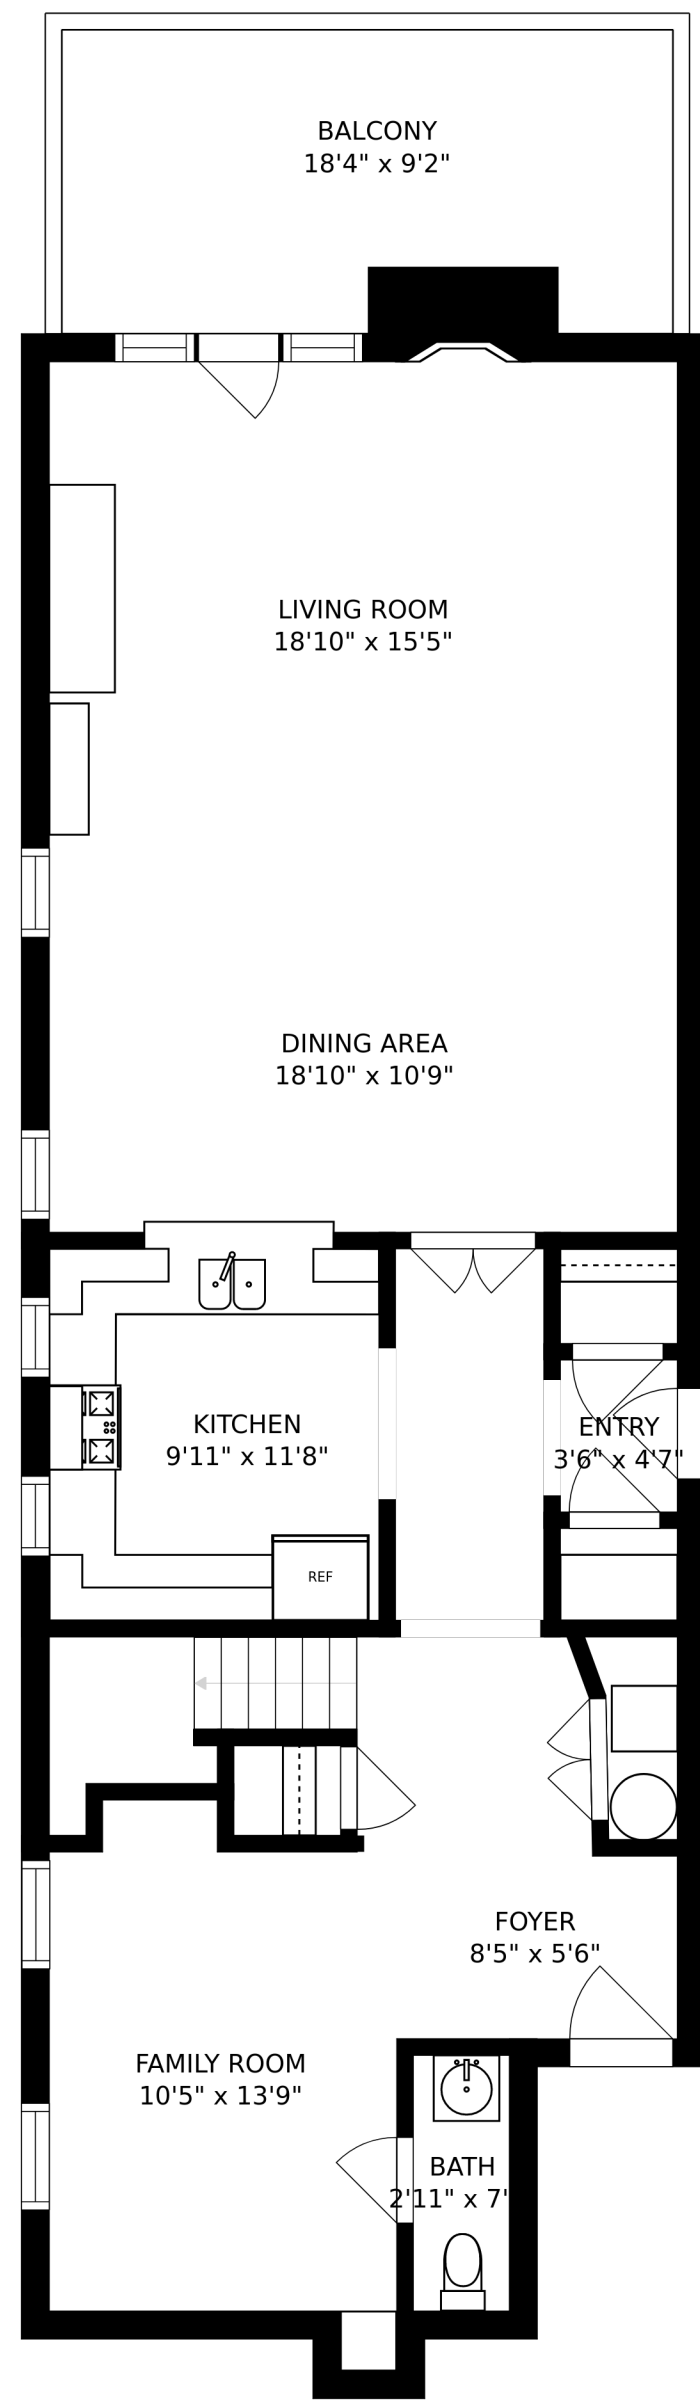 BALCONY
18'4" x 9'2"
LIVING ROOM
18'10" x 15'5"
DINING AREA
18'10" x 10'9"
KITCHEN
9'11" x 11'8"
ENTRY
3'6" x 4'7"
REF
FOYER
8'5" x 5'6"
FAMILY ROOM
10'5" x 13'9"
BATH
2'11" x 7'